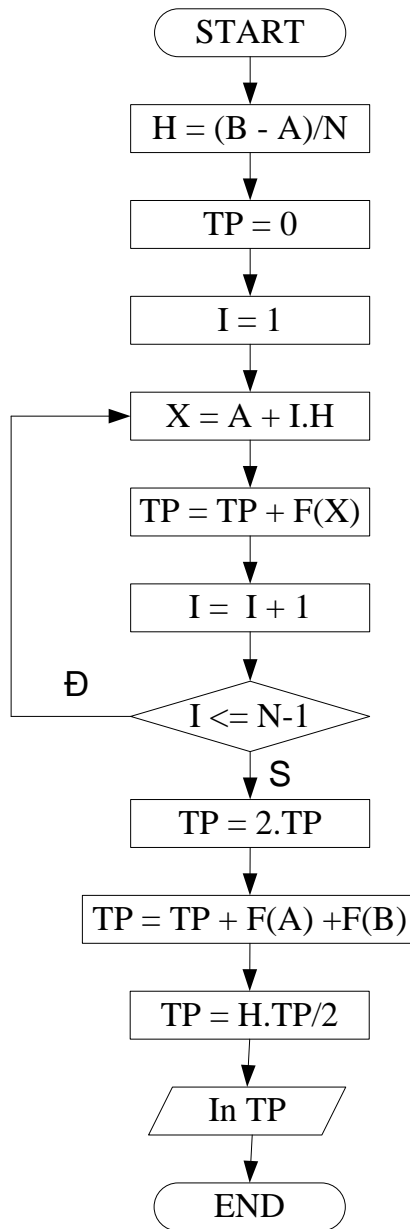 START
H = (B - A)/N
TP = 0
I = 1
X = A + I.H
TP = TP + F(X)
I = I + 1
Đ
I <= N-1
S
TP = 2.TP
TP = TP + F(A) +F(B)
TP = H.TP/2
In TP
END